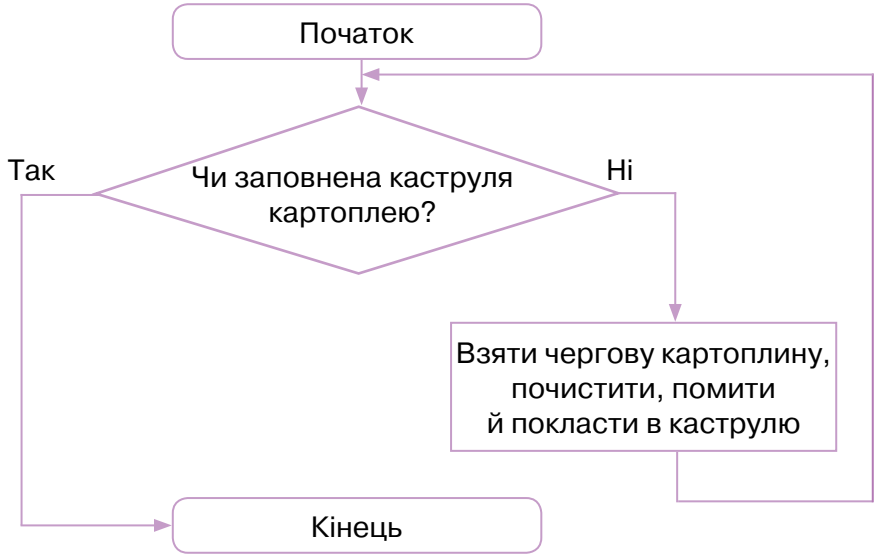 Початок
Так
Чи заповнена каструля
картоплею?
Ні
Взяти чергову картоплину,
почистити, помити
й покласти в каструлю
Кінець